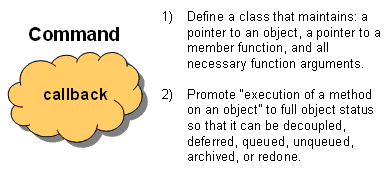 Command
callback
1) Define a class that maintains: a
pointer to an object, a pointer to a
member function, and all
necessary function arguments.
2) Promote "execution of a method
on an object" to full object status
so that it can be decoupled,
deferred, queued, unqueued,
archived, or redone.